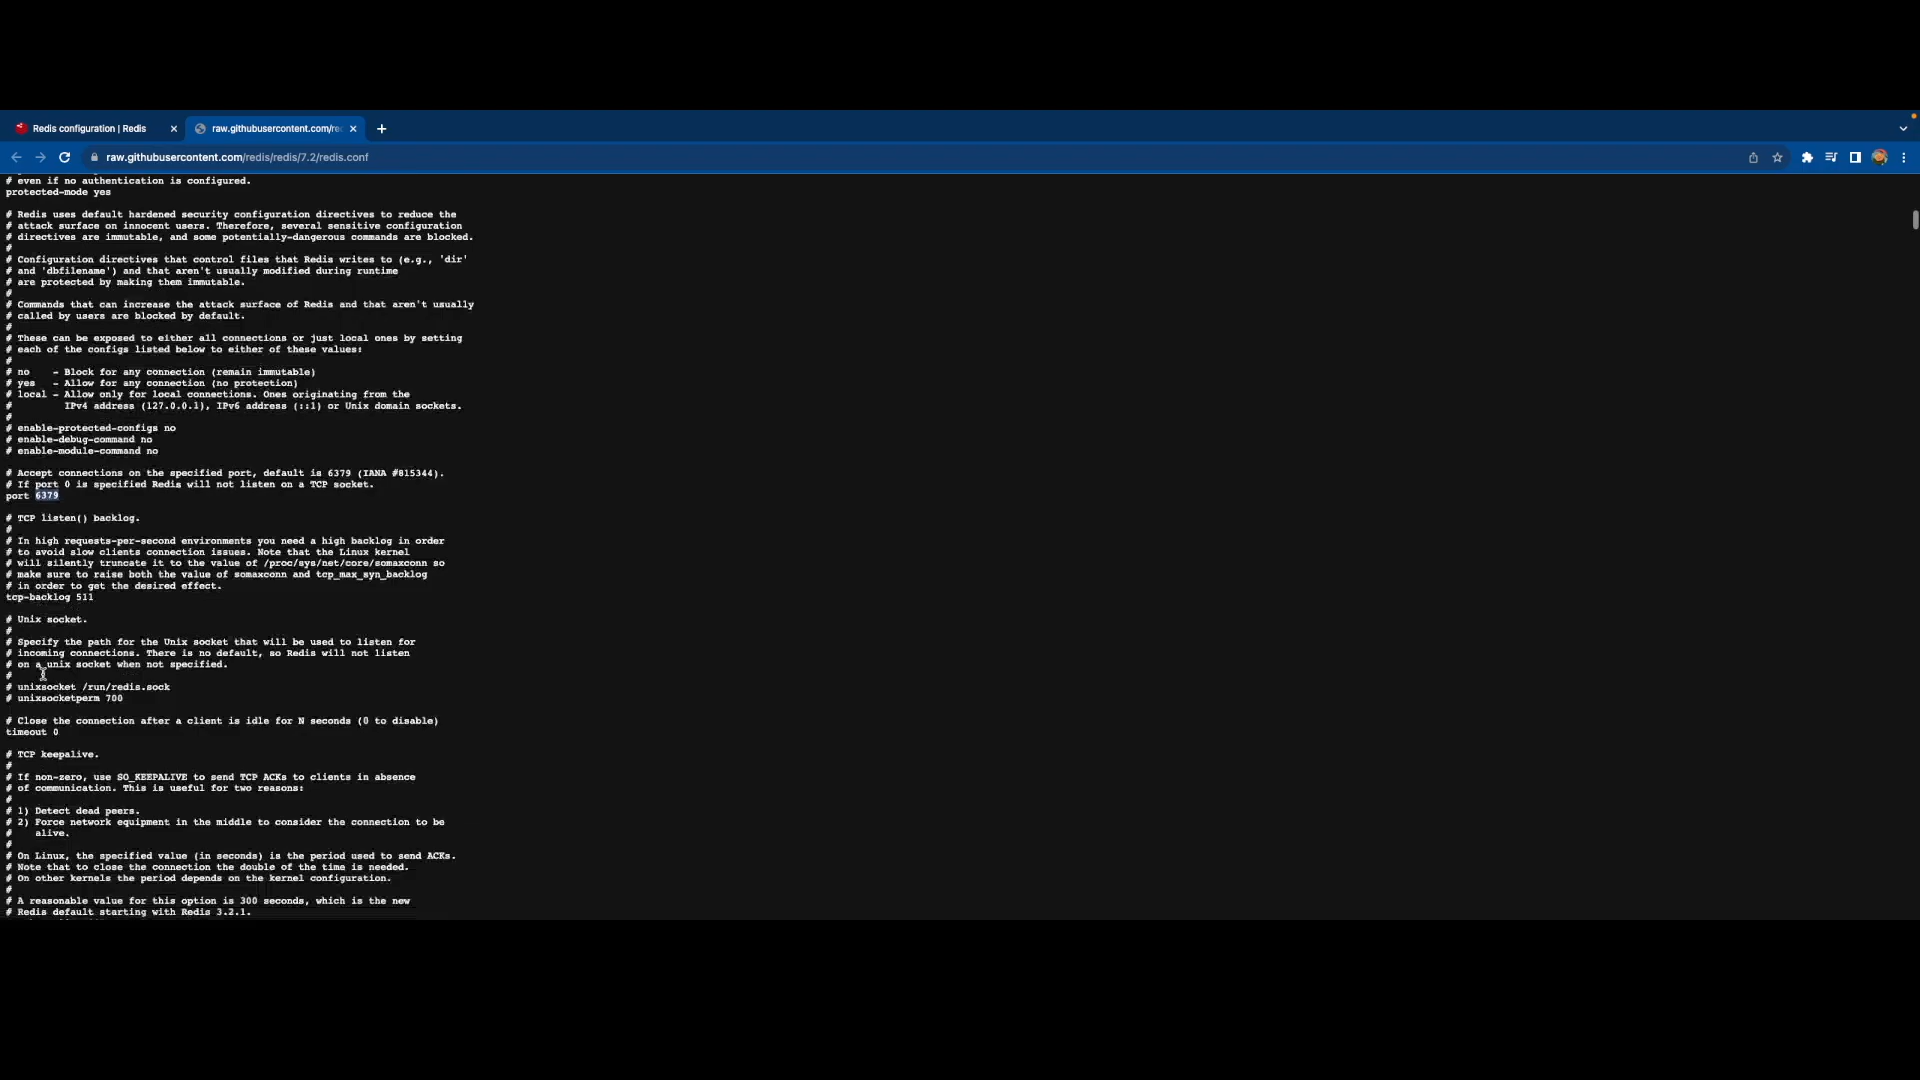 Redis configuration | Redis
raw.githubusercontent.com/re
raw.githubusercontent.com/redis/redis/7.2/redis.conf
# even if no authentication is configured.
protected-mode yes
# Redis uses default hardened security configuration directives to reduce the
# attack surface on innocent users. Therefore, several sensitive configuration
# directives are immutable, and some potentially-dangerous commands are blocked.
#
# Configuration directives that control files that Redis writes to (e.g., 'dir'
# and 'dbfilename') and that aren't usually modified during runtime
# are protected by making them immutable.
#
# Commands that can increase the attack surface of Redis and that aren't usually
# called by users are blocked by default.
#
# These can be exposed to either all connections or just local ones by setting
# each of the configs listed below to either of these values:
#
# no    - Block for any connection (remain immutable)
# yes   - Allow for any connection (no protection)
# local - Allow only for local connections. Ones originating from the
#         IPv4 address (127.0.0.1), IPv6 address (::1) or Unix domain sockets.
#
# enable-protected-configs no
# enable-debug-command no
# enable-module-command no
# Accept connections on the specified port, default is 6379 (IANA #815344).
# If port 0 is specified Redis will not listen on a TCP socket.
port 6379
# TCP listen() backlog.
#
# In high requests-per-second environments you need a high backlog in order
# to avoid slow clients connection issues. Note that the Linux kernel
# will silently truncate it to the value of /proc/sys/net/core/somaxconn so
# make sure to raise both the value of somaxconn and tcp_max_syn_backlog
# in order to get the desired effect.
tcp-backlog 511
# Unix socket.
#
# Specify the path for the Unix socket that will be used to listen for
# incoming connections. There is no default, so Redis will not listen
# on a unix socket when not specified.
#
# unixsocket /run/redis.sock
# unixsocketperm 700
# Close the connection after a client is idle for N seconds (0 to disable)
timeout 0
# TCP keepalive.
#
# If non-zero, use SO_KEEPALIVE to send TCP ACKs to clients in absence
# of communication. This is useful for two reasons:
#
# 1) Detect dead peers.
# 2) Force network equipment in the middle to consider the connection to be
#    alive.
#
# On Linux, the specified value (in seconds) is the period used to send ACKs.
# Note that to close the connection the double of the time is needed.
# On other kernels the period depends on the kernel configuration.
#
# A reasonable value for this option is 300 seconds, which is the new
# Redis default starting with Redis 3.2.1.